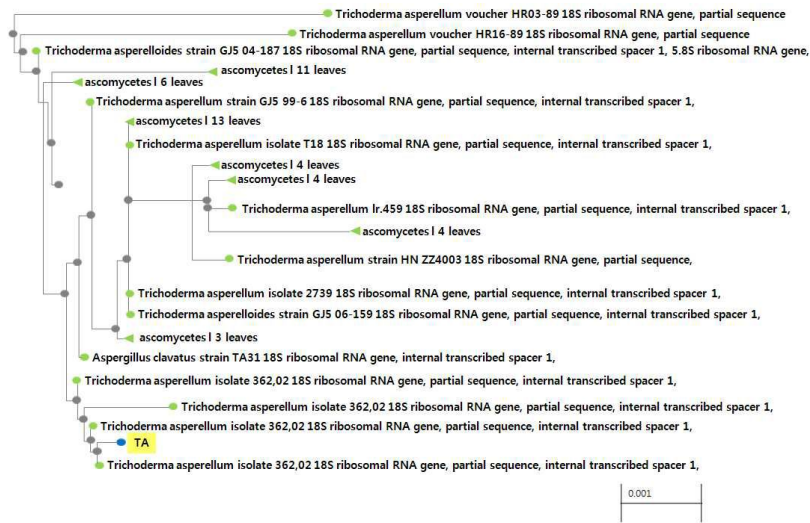 Trichoderma asperellum voucher HR03-89 18S ribosomal RNA gene, partial sequence
Trichoderma asperellum voucher HR16-89 18S ribosomal RNA gene, partial sequence
Trichoderma asperelloides strain GJ5 04-187 18S ribosomal RNA gene, partial sequence, internal transcribed spacer 1, 5.8S ribosomal RNA gene,
ascomycetes l 11 leaves
ascomycetes l 6 leaves
Trichoderma asperellum strain GJ5 99-6 18S ribosomal RNA gene, partial sequence, internal transcribed spacer 1,
ascomycetes l 13 leaves
Trichoderma asperellum isolate T18 18S ribosomal RNA gene, partial sequence, internal transcribed spacer 1,
ascomycetes l 4 leaves
ascomycetes l 4 leaves
Trichoderma asperellum lr.459 18S ribosomal RNA gene, partial sequence, internal transcribed spacer 1,
ascomycetes l 4 leaves
Trichoderma asperellum strain HN ZZ4003 18S ribosomal RNA gene, partial sequence,
Trichoderma asperellum isolate 2739 18S ribosomal RNA gene, partial sequence, internal transcribed spacer 1,
Trichoderma asperelloides strain GJ5 06-159 18S ribosomal RNA gene, partial sequence, internal transcribed spacer 1,
ascomycetes l 3 leaves
Aspergillus clavatus strain TA31 18S ribosomal RNA gene, internal transcribed spacer 1,
Trichoderma asperellum isolate 362,02 18S ribosomal RNA gene, partial sequence, internal transcribed spacer 1,
Trichoderma asperellum isolate 362,02 18S ribosomal RNA gene, partial sequence, internal transcribed spacer 1,
Trichoderma asperellum isolate 362,02 18S ribosomal RNA gene, partial sequence, internal transcribed spacer 1,
TA
Trichoderma asperellum isolate 362,02 18S ribosomal RNA gene, partial sequence, internal transcribed spacer 1,
0.001